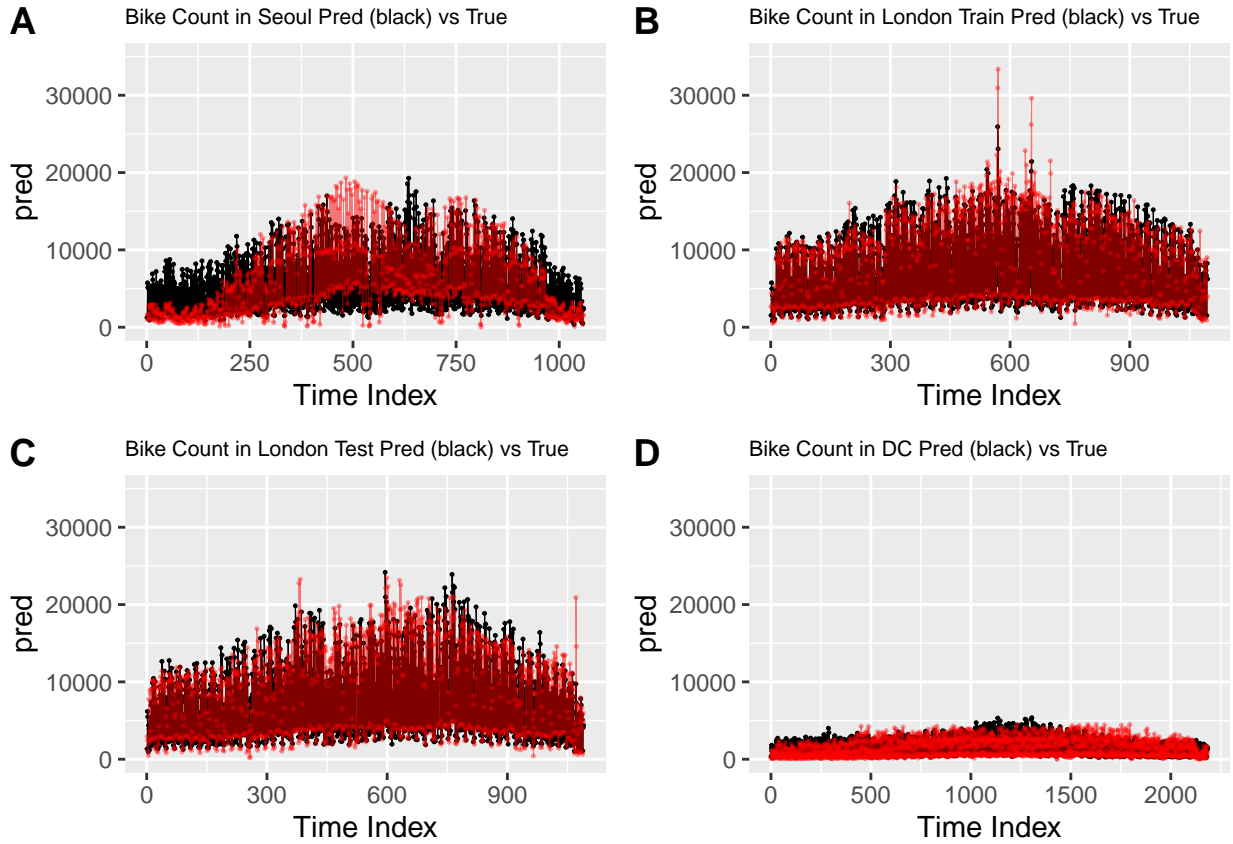 A
Bike Count in Seoul Pred (black) vs True
30000
20000
10000
0
pred
0 250 500 750 1000
Time Index
B
Bike Count in London Train Pred (black) vs True
30000
20000
10000
0
pred
0 300 600 900
Time Index
C
Bike Count in London Test Pred (black) vs True
30000
20000
10000
0
pred
0 300 600 900
Time Index
D
Bike Count in DC Pred (black) vs True
30000
20000
10000
0
pred
0 500 1000 1500 2000
Time Index